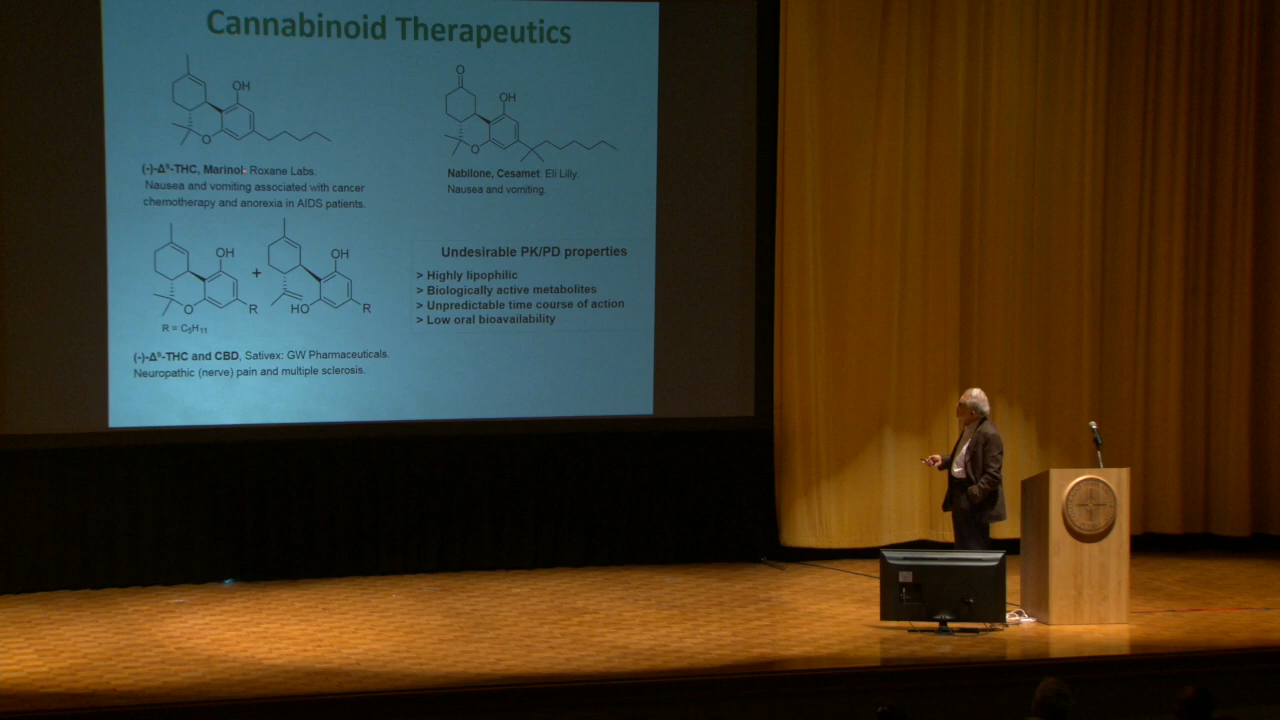 Cannabinoid Therapeutics
OH
O
(-)-Δ⁹-THC, Marinol: Roxane Labs.
Nausea and vomiting associated with cancer
chemotherapy and anorexia in AIDS patients.
O
OH
O
Nabilone, Cesamet: Eli Lilly.
Nausea and vomiting.
OH
O
R
+
OH
HO
R
R = C₅H₁₁
(-)-Δ⁹-THC and CBD, Sativex: GW Pharmaceuticals.
Neuropathic (nerve) pain and multiple sclerosis.
Undesirable PK/PD properties
> Highly lipophilic
> Biologically active metabolites
> Unpredictable time course of action
> Low oral bioavailability